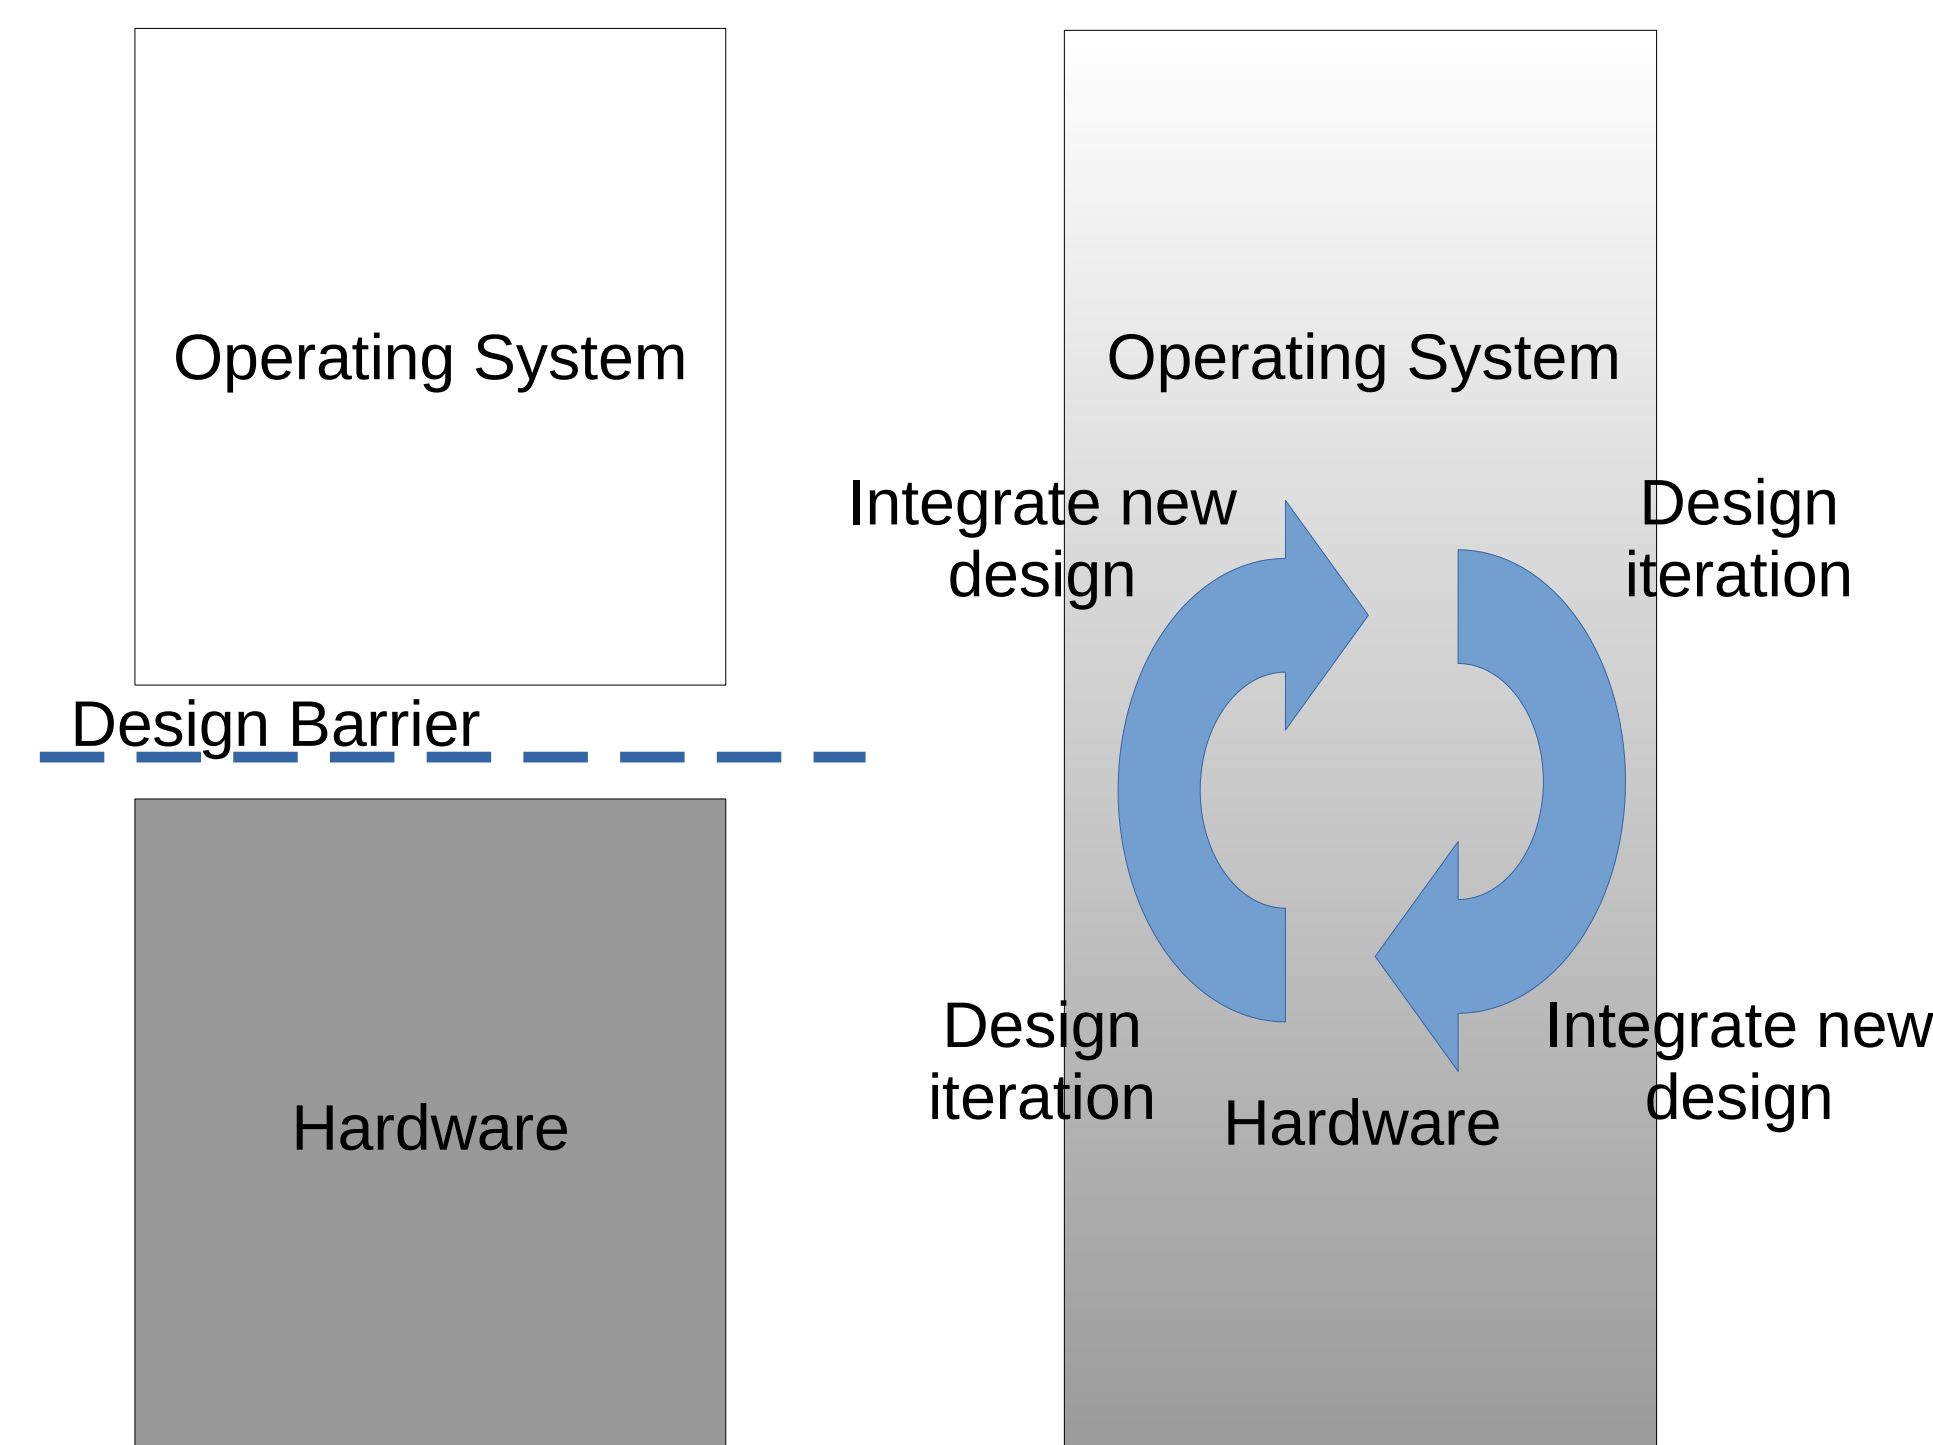 Operating System
Design Barrier
Hardware
Operating System
Integrate new
design
Design
iteration
Design
iteration
Hardware
Integrate new
design